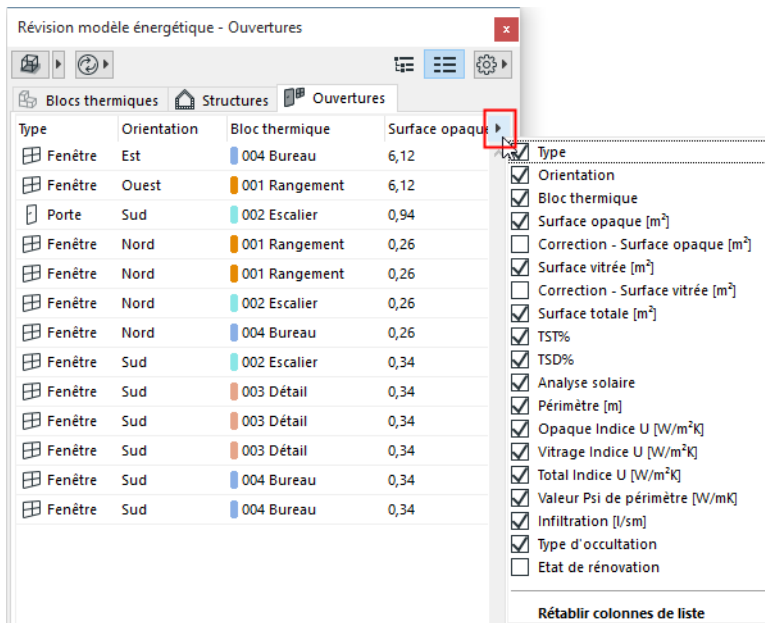 Révision modèle énergétique - Ouvertures
x
Blocs thermiques Structures Ouvertures
Type Orientation Bloc thermique Surface opaque
Fenêtre Est 004 Bureau 6,12
Fenêtre Ouest 001 Rangement 6,12
Porte Sud 002 Escalier 0,94
Fenêtre Nord 001 Rangement 0,26
Fenêtre Nord 001 Rangement 0,26
Fenêtre Nord 002 Escalier 0,26
Fenêtre Nord 004 Bureau 0,26
Fenêtre Sud 002 Escalier 0,34
Fenêtre Sud 003 Détail 0,34
Fenêtre Sud 003 Détail 0,34
Fenêtre Sud 003 Détail 0,34
Fenêtre Sud 004 Bureau 0,34
Fenêtre Sud 004 Bureau 0,34
Type
Orientation
Bloc thermique
Surface opaque [m²]
Correction - Surface opaque [m²]
Surface vitrée [m²]
Correction - Surface vitrée [m²]
Surface totale [m²]
TST%
TSD%
Analyse solaire
Périmètre [m]
Opaque Indice U [W/m²K]
Vitrage Indice U [W/m²K]
Total Indice U [W/m²K]
Valeur Psi de périmètre [W/mK]
Infiltration [l/sm]
Type d'occultation
Etat de rénovation
Rétablir colonnes de liste